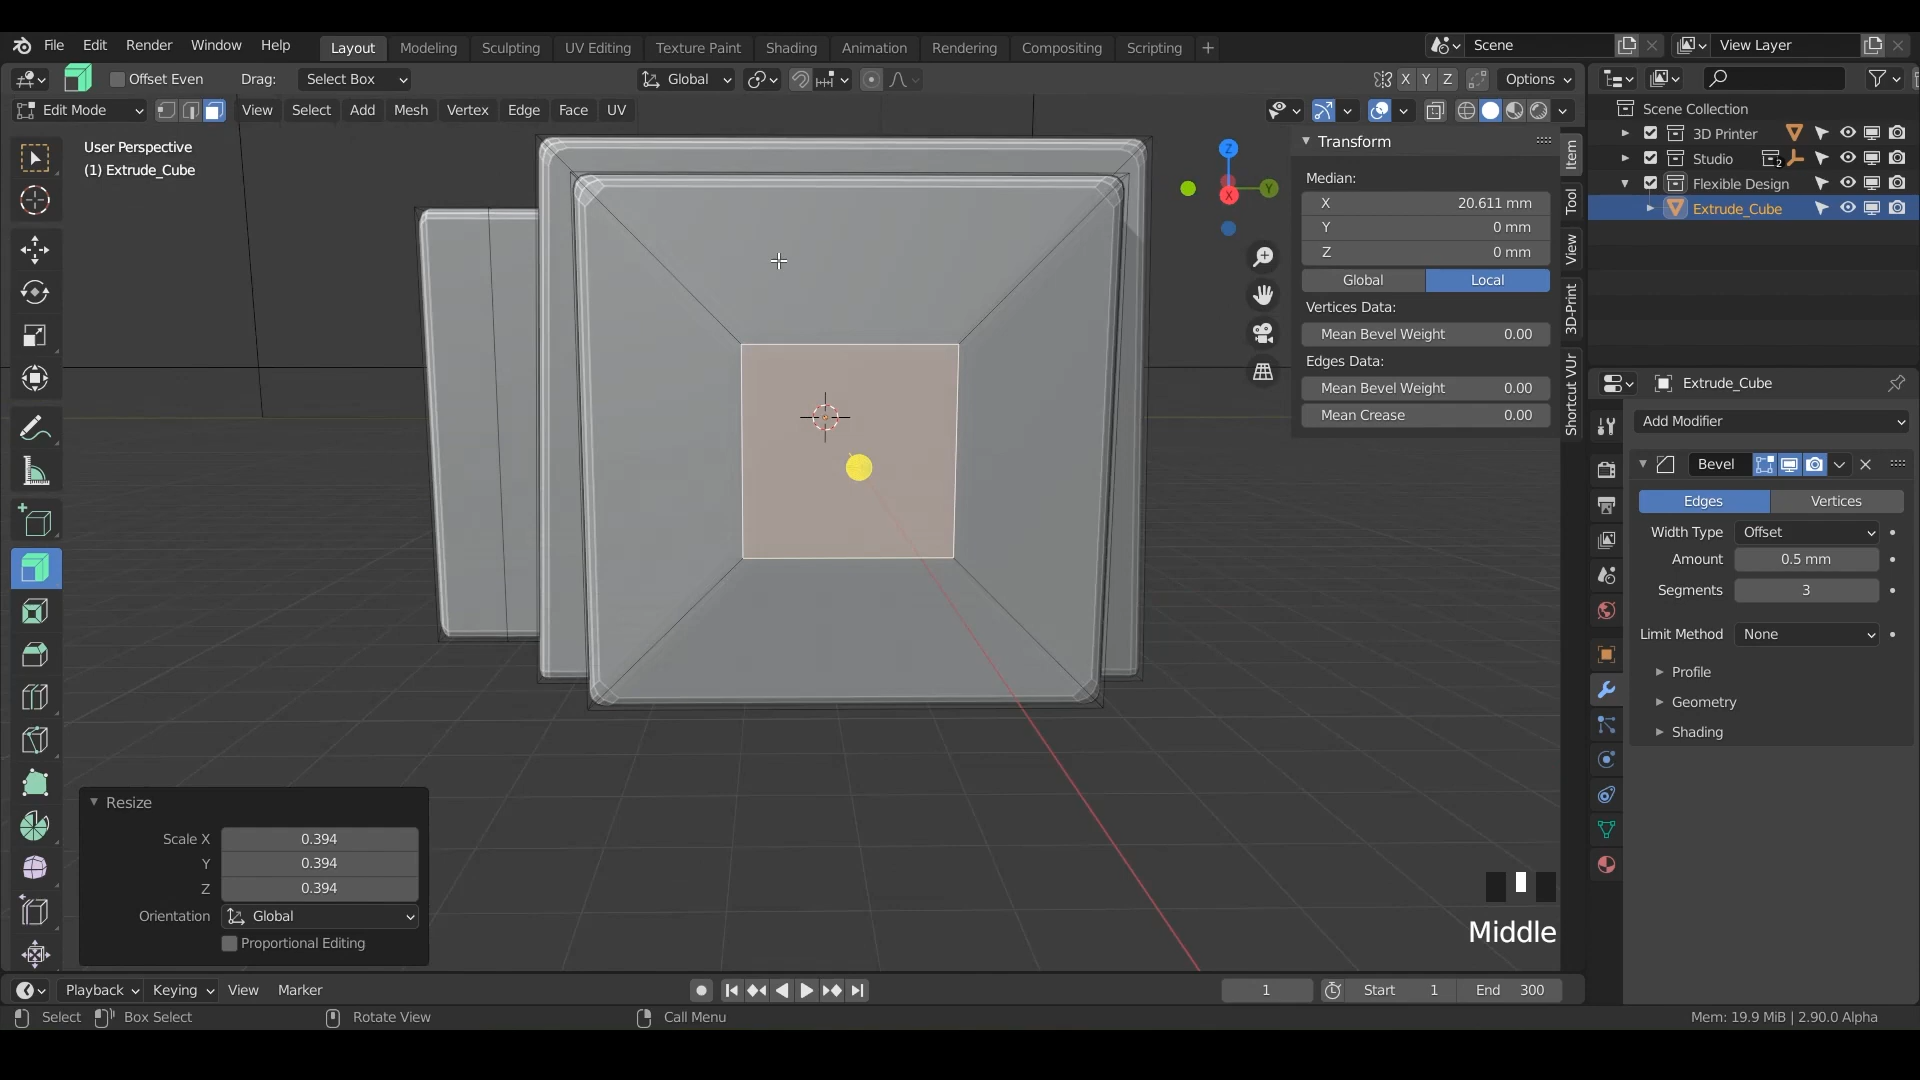 File Edit Render Window Help Layout Modeling Sculpting UV Editing Texture Paint Shading Animation Rendering Compositing Scripting + Scene View Layer
Offset Even Drag: Select Box Global X Y Z Options
Edit Mode View Select Add Mesh Vertex Edge Face UV
User Perspective
(1) Extrude_Cube
Z
Y
X
Transform
Median:
X 20.611 mm
Y 0 mm
Z 0 mm
Global Local
Vertices Data:
Mean Bevel Weight 0.00
Edges Data:
Mean Bevel Weight 0.00
Mean Crease 0.00
Item
Tool
View
3D-Print
Shortcut VUr
Scene Collection
3D Printer
Studio 2
Flexible Design
Extrude_Cube
Extrude_Cube
Add Modifier
Bevel
Edges Vertices
Width Type Offset
Amount 0.5 mm
Segments 3
Limit Method None
Profile
Geometry
Shading
Resize
Scale X 0.394
Y 0.394
Z 0.394
Orientation Global
Proportional Editing
Middle
Playback Keying View Marker 1 Start 1 End 300
Select Box Select Rotate View Call Menu Mem: 19.9 MiB | 2.90.0 Alpha